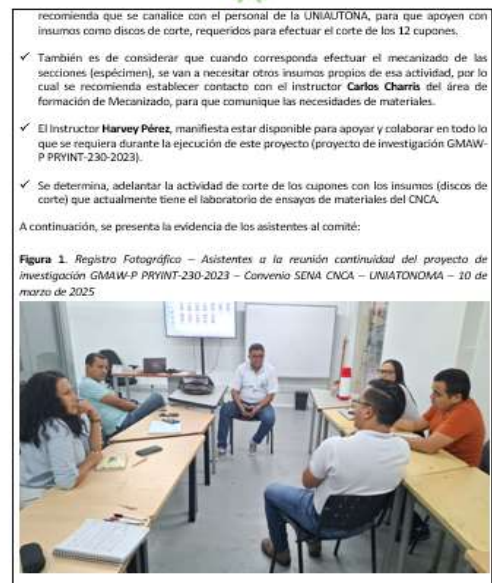 recomienda que se canalice con el personal de la UNIAUTONA, para que apoyen con
insumos como discos de corte, requeridos para efectuar el corte de los 12 cupones.
✓ También es de considerar que cuando corresponda efectuar el mecanizado de las
secciones (espécimen), se van a necesitar otros insumos propios de esa actividad, por lo
cual se recomienda establecer contacto con el instructor Carlos Charris del área de
formación de Mecanizado, para que comunique las necesidades de materiales.
✓ El Instructor Harvey Pérez, manifiesta estar disponible para apoyar y colaborar en todo lo
que se requiera durante la ejecución de este proyecto (proyecto de investigación GMAW-
P PRYINT-230-2023).
✓ Se determina, adelantar la actividad de corte de los cupones con los insumos (discos de
corte) que actualmente tiene el laboratorio de ensayos de materiales del CNCA.
A continuación, se presenta la evidencia de los asistentes al comité:
Figura 1. Registro Fotográfico – Asistentes a la reunión continuidad del proyecto de
investigación GMAW-P PRYINT-230-2023 – Convenio SENA CNCA – UNIATONOMA – 10 de
marzo de 2025